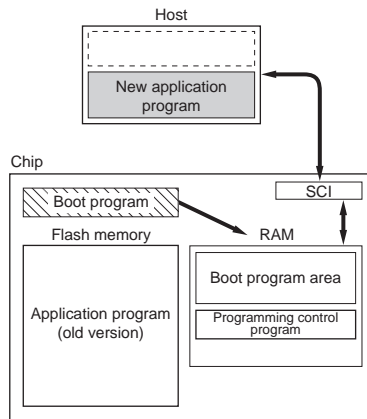 Host
New application
program
Chip
SCI
Boot program
Flash memory
RAM
Boot program area
Application program
(old version)
Programming control
program